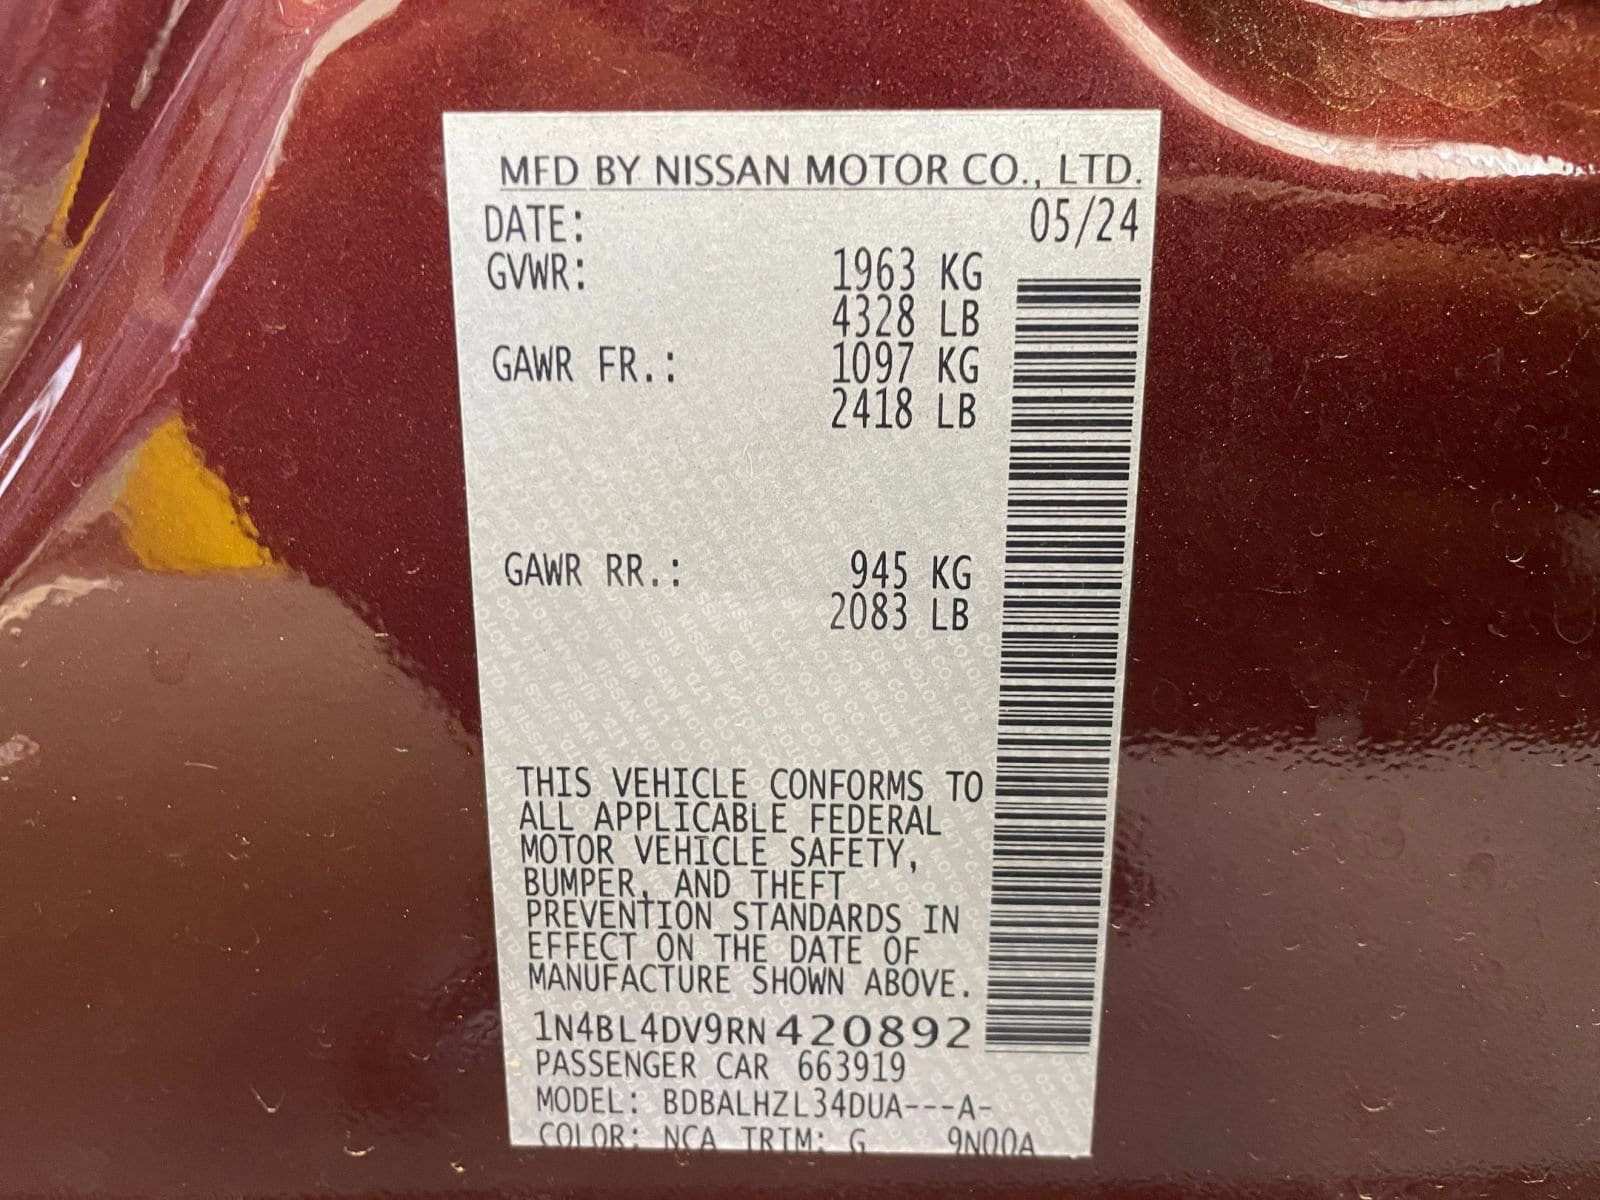 MFD BY NISSAN MOTOR CO., LTD.
DATE: 05/24
GVWR: 1963 KG
4328 LB
GAWR FR.: 1097 KG
2418 LB
GAWR RR.: 945 KG
2083 LB
THIS VEHICLE CONFORMS TO
ALL APPLICABLE FEDERAL
MOTOR VEHICLE SAFETY,
BUMPER, AND THEFT
PREVENTION STANDARDS IN
EFFECT ON THE DATE OF
MANUFACTURE SHOWN ABOVE.
1N4BL4DV9RN420892
PASSENGER CAR 663919
MODEL: BDBALHZL34DUA---A-
COLOR: NCA TRIM: G 9N00A